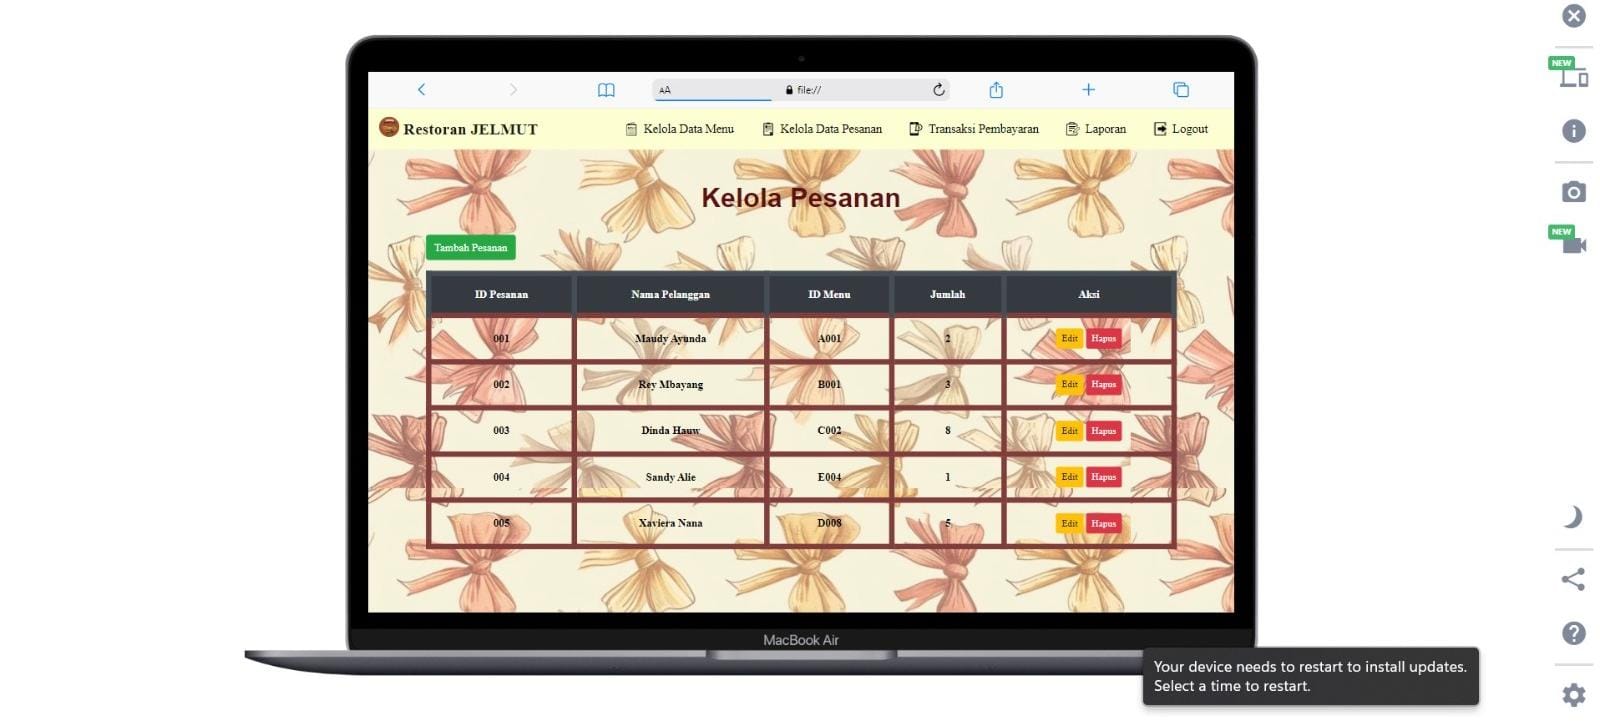 NEW
AA
file://
Restoran JELMUT
Kelola Data Menu
Kelola Data Pesanan
Transaksi Pembayaran
Laporan
Logout
Kelola Pesanan
NEW
Tambah Pesanan
ID Pesanan Nama Pelanggan ID Menu Jumlah Aksi
001 Maudy Ayunda A001 2 Edit Hapus
002 Rey Mbayang B001 3 Edit Hapus
003 Dinda Hauw C002 8 Edit Hapus
004 Sandy Alie E004 1 Edit Hapus
005 Xaviera Nana D008 5 Edit Hapus
MacBook Air
Your device needs to restart to install updates.
Select a time to restart.